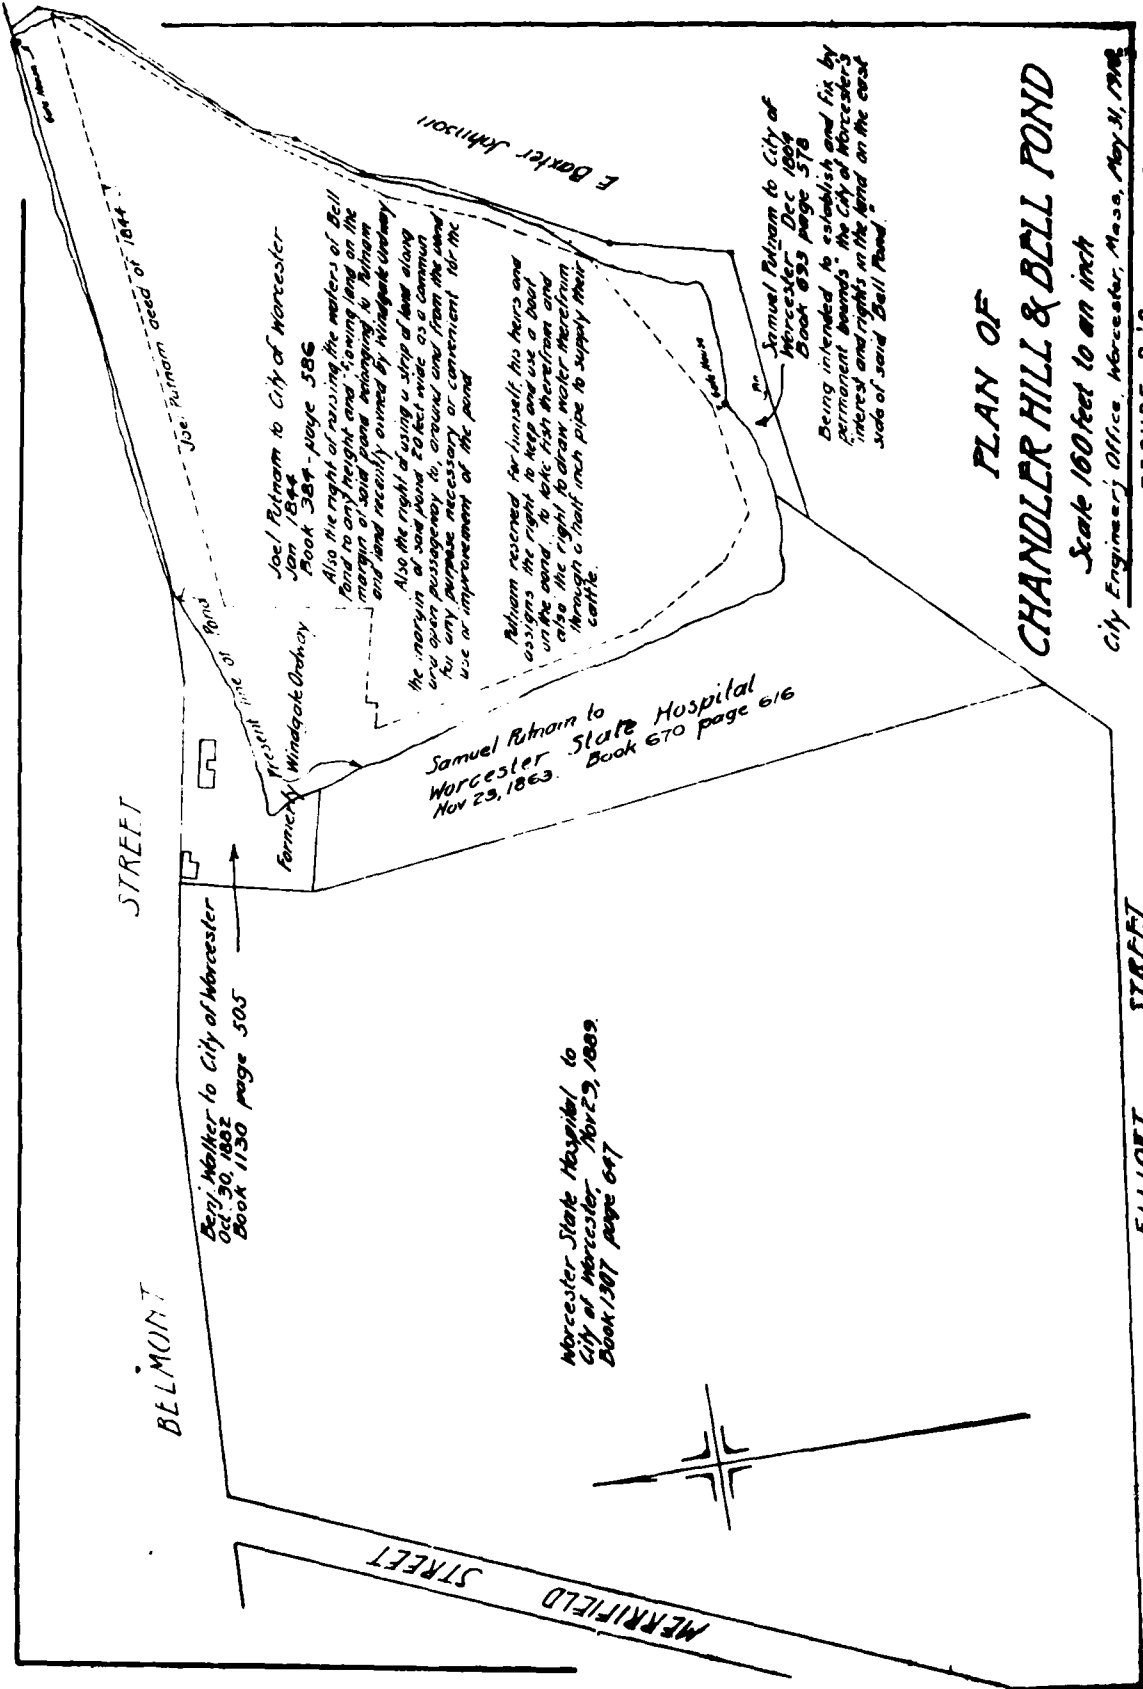 BELMONT STREET
MERRIFIELD STREET
Benj. Walker to City of Worcester
Oct. 30, 1882
Book 1130 page 505
Present line of Pond
Formerly Windgate Ordway
Joel Putnam deed of 1844
Joel Putnam to City of Worcester
Jan 1844
Book 384 - page 586
Also the right of raising the waters of Bell
Pond to any height and flowing land on the
margin of said pond belonging to Putnam
and land recently owned by Windgate Ordway
Also the right of using a strip of land along
the margin of said pond 20 feet wide as a common
and open passageway to, around and from the
for any purpose necessary or convenient for the
use or improvement of the pond
Putnam reserved for himself, his heirs and
assigns the right to keep and use a boat
on the pond, to take fish therefrom and
also the right to draw water therefrom
through a half inch pipe to supply their
cattle.
E Baxter Johnson
Samuel Putnam to
Worcester State Hospital
Nov 23, 1863. Book 670 page 616
Samuel Putnam to City of
Worcester - Dec
Book 693 page 578
Being intended to establish and fix by
permanent bounds "the City of Worcester's
interest and rights in the land on the east
side of said Bell Pond."
Worcester State Hospital to
City of Worcester, Nov 29, 1889.
Book 1307 page 647
PLAN OF
CHANDLER HILL & BELL POND
Scale 160 feet to an inch
City Engineer's Office, Worcester, Mass, May 31,
STREET